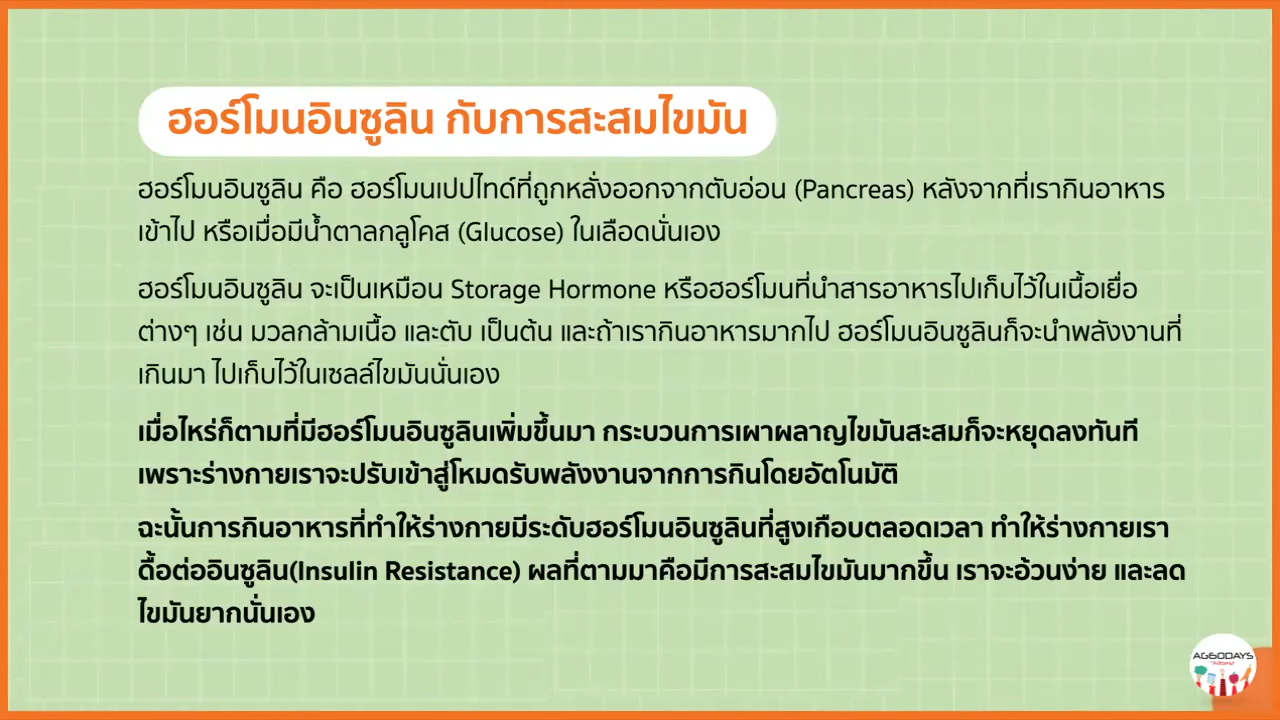 ฮอร์โมนอินซูลิน กับการสะสมไขมัน
ฮอร์โมนอินซูลิน คือ ฮอร์โมนเปปไทด์ที่ถูกหลั่งออกจากตับอ่อน (Pancreas) หลังจากที่เรากินอาหาร
เข้าไป หรือเมื่อมีน้ำตาลกลูโคส (Glucose) ในเลือดนั่นเอง
ฮอร์โมนอินซูลิน จะเป็นเหมือน Storage Hormone หรือฮอร์โมนที่นำสารอาหารไปเก็บไว้ในเนื้อเยื่อ
ต่างๆ เช่น มวลกล้ามเนื้อ และตับ เป็นต้น และถ้าเรากินอาหารมากไป ฮอร์โมนอินซูลินก็จะนำพลังงานที่
เกินมา ไปเก็บไว้ในเซลล์ไขมันนั่นเอง
เมื่อไหร่ก็ตามที่มีฮอร์โมนอินซูลินเพิ่มขึ้นมา กระบวนการเผาผลาญไขมันสะสมก็จะหยุดลงทันที
เพราะร่างกายเราจะปรับเข้าสู่โหมดรับพลังงานจากการกินโดยอัตโนมัติ
ฉะนั้นการกินอาหารที่ทำให้ร่างกายมีระดับฮอร์โมนอินซูลินที่สูงเกือบตลอดเวลา ทำให้ร่างกายเรา
ดื้อต่ออินซูลิน(Insulin Resistance) ผลที่ตามมาคือมีการสะสมไขมันมากขึ้น เราจะอ้วนง่าย และลด
ไขมันยากนั่นเอง
AG60DAYS